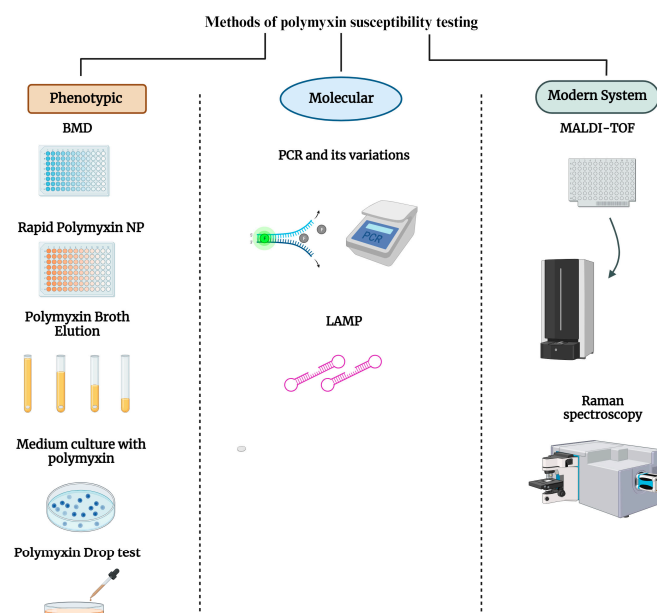 Methods of polymyxin susceptibility testing
Phenotypic
BMD
Rapid Polymyxin NP
Polymyxin Broth
Elution
Medium culture with
polymyxin
Polymyxin Drop test
Molecular
PCR and its variations
PCR
LAMP
Modern System
MALDI-TOF
Raman
spectroscopy